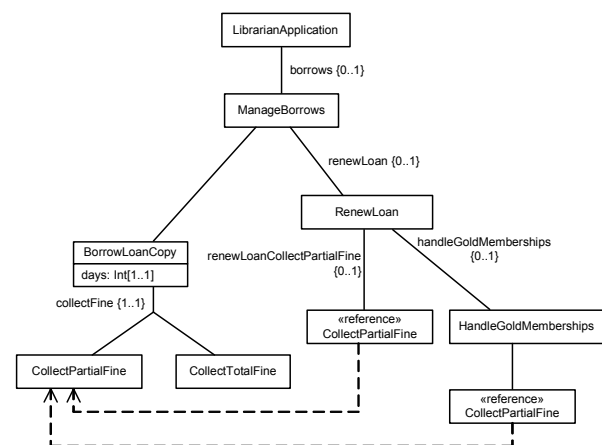 LibrarianApplication
borrows {0..1}
ManageBorrows
renewLoan {0..1}
RenewLoan
BorrowLoanCopy
days: Int[1..1]
renewLoanCollectPartialFine
{0..1}
handleGoldMemberships
{0..1}
collectFine {1..1}
«reference»
CollectPartialFine
HandleGoldMemberships
CollectPartialFine
CollectTotalFine
«reference»
CollectPartialFine